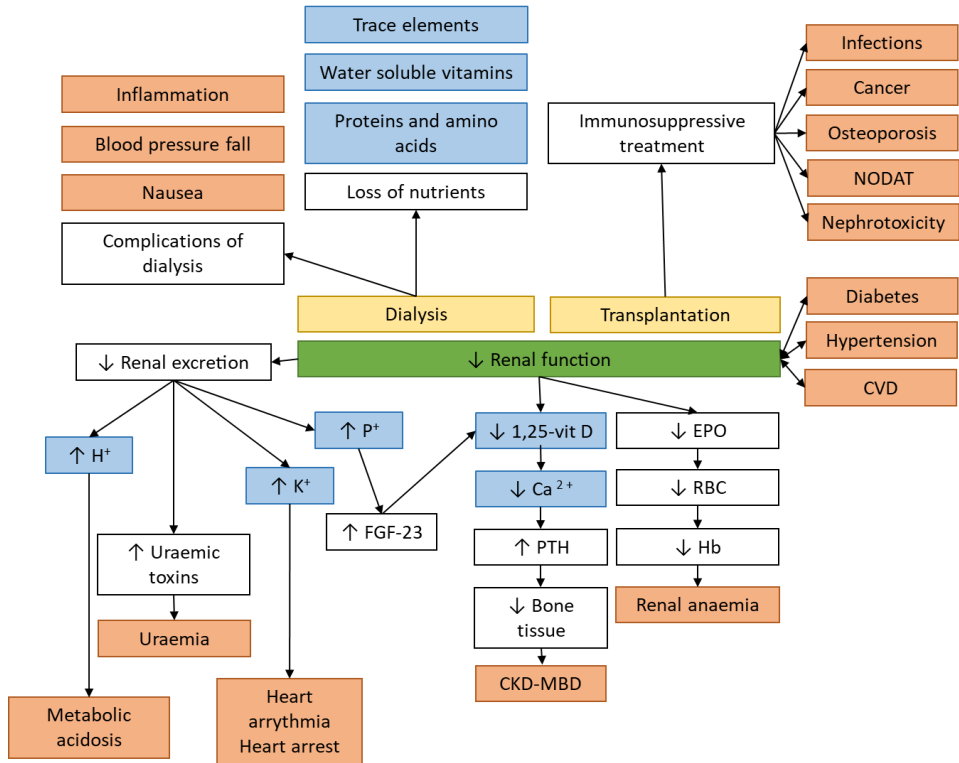 Trace elements
Water soluble vitamins
Proteins and amino
acids
Loss of nutrients
Inflammation
Blood pressure fall
Nausea
Complications of
dialysis
Immunosuppressive
treatment
Infections
Cancer
Osteoporosis
NODAT
Nephrotoxicity
Dialysis
Transplantation
Diabetes
Hypertension
CVD
↓ Renal excretion
↓ Renal function
↑ H⁺
↑ P⁺
↑ K⁺
↑ FGF-23
↑ Uraemic
toxins
Uraemia
Metabolic
acidosis
Heart
arrythmia
Heart arrest
↓ 1,25-vit D
↓ Ca ²⁺
↑ PTH
↓ Bone
tissue
CKD-MBD
↓ EPO
↓ RBC
↓ Hb
Renal anaemia